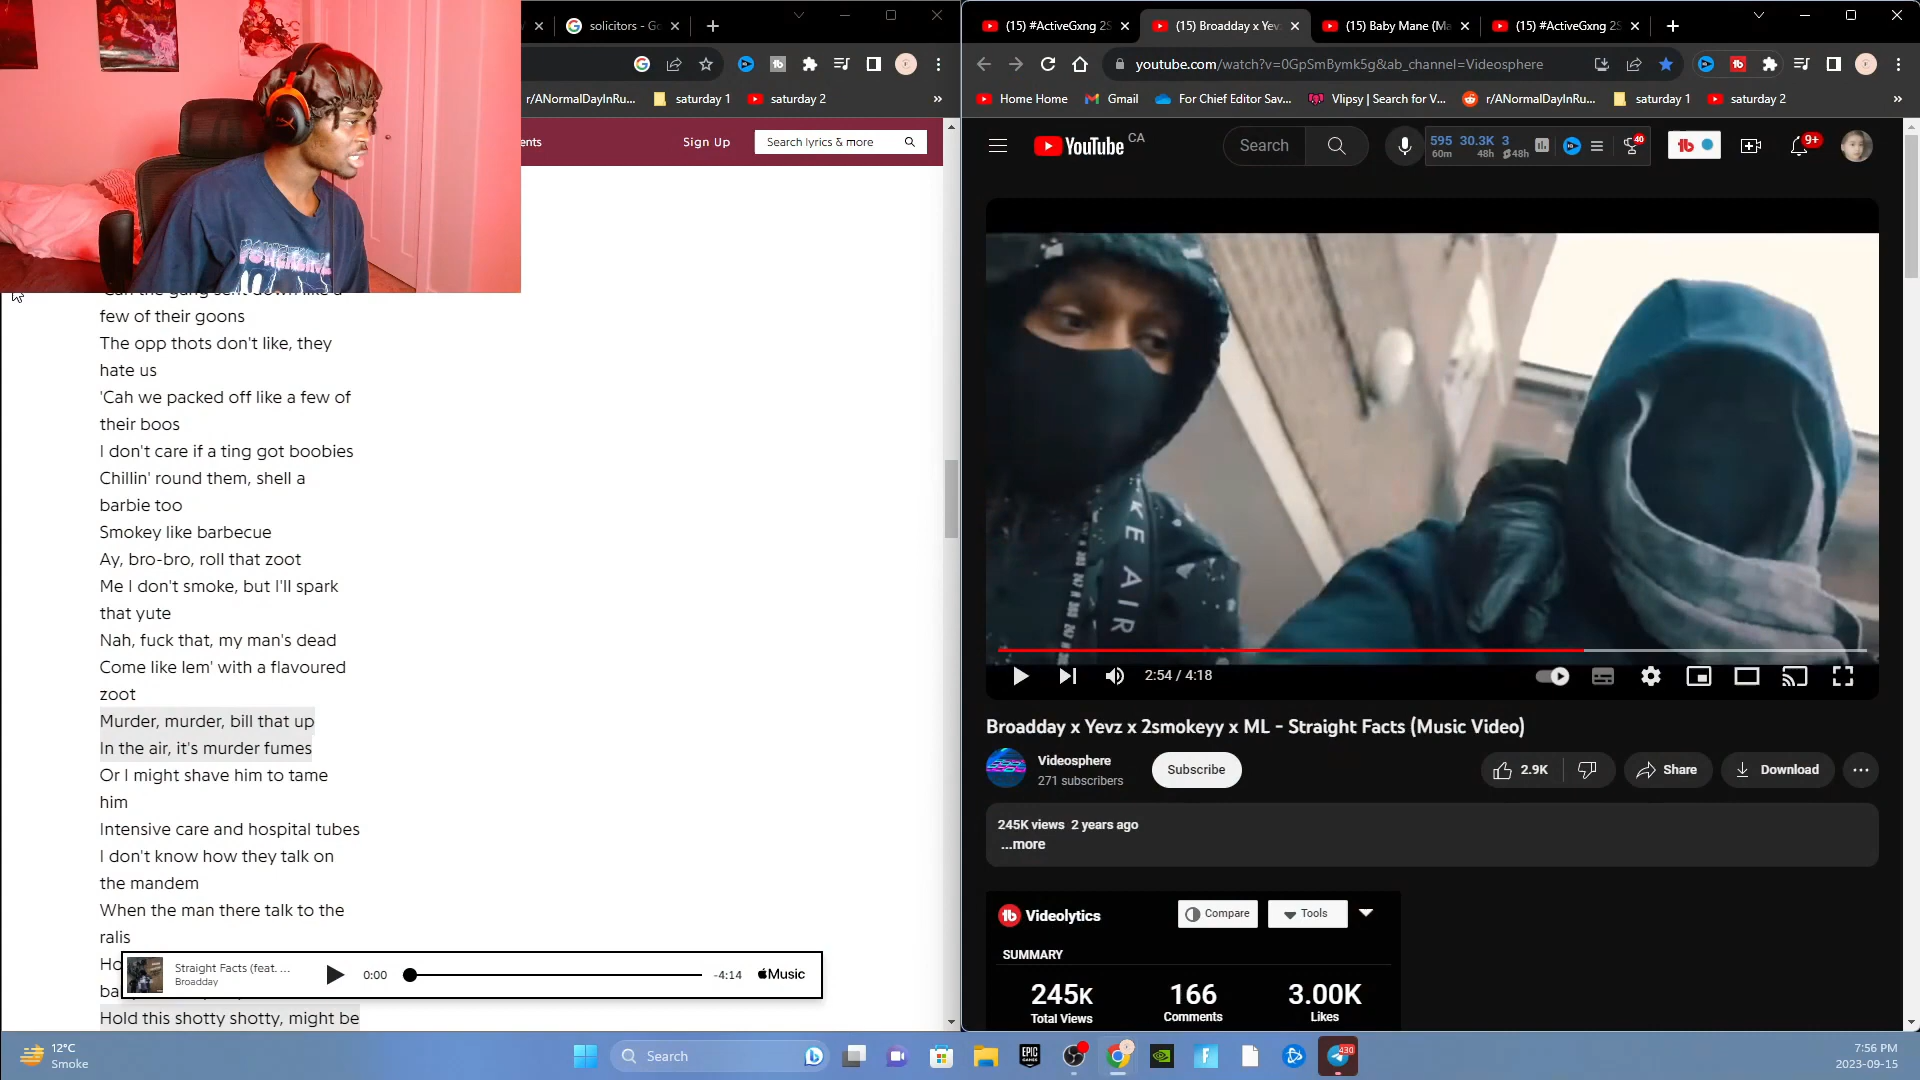 solicitors - Go
(15) #ActiveGxng 2S
(15) Broadday x Yev
(15) Baby Mane (Ma
(15) #ActiveGxng 2S
youtube.com/watch?v=0GpSmBymk5g&ab_channel=Videosphere
r/ANormalDayInRu...
saturday 1
saturday 2
»
Home Home
Gmail
For Chief Editor Sav...
Vlipsy | Search for V...
r/ANormalDayInRu...
saturday 1
saturday 2
»
ents
Sign Up
Search lyrics & more
YouTube CA
Search
595 30.3K 3
60m 48h 48h
40
9+
few of their goons
The opp thots don't like, they
hate us
'Cah we packed off like a few of
their boos
I don't care if a ting got boobies
Chillin' round them, shell a
barbie too
Smokey like barbecue
Ay, bro-bro, roll that zoot
Me I don't smoke, but I'll spark
that yute
Nah, fuck that, my man's dead
Come like lem' with a flavoured
zoot
Murder, murder, bill that up
In the air, it's murder fumes
Or I might shave him to tame
him
Intensive care and hospital tubes
I don't know how they talk on
the mandem
When the man there talk to the
ralis
Hold this shotty shotty, might be
Straight Facts (feat. ...
Broadday
0:00
-4:14
Music
KE AIR
2:54 / 4:18
Broadday x Yevz x 2smokeyy x ML - Straight Facts (Music Video)
Videosphere
271 subscribers
Subscribe
2.9K
Share
Download
245K views 2 years ago
...more
Videolytics
Compare
Tools
SUMMARY
245K
Total Views
166
Comments
3.00K
Likes
12°C
Smoke
Search
EPIC
GAMES
430
7:56 PM
2023-09-15